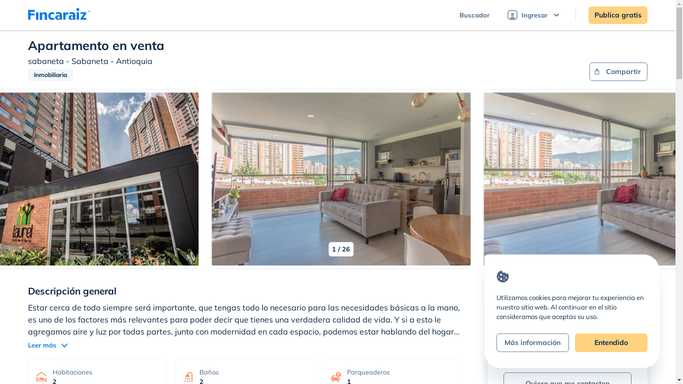 Fincaraiz
Buscador
Ingresar
Publica gratis
Apartamento en venta
sabaneta - Sabaneta - Antioquia
Inmobiliaria
Compartir
1 / 26
Descripción general
Estar cerca de todo siempre será importante, que tengas todo lo necesario para las necesidades básicas a la mano,
es uno de los factores más relevantes para poder decir que tienes una verdadera calidad de vida. Y si a esto le
agregamos aire y luz por todas partes, junto con modernidad en cada espacio, podemos estar hablando del hogar...
Leer más
Habitaciones
2
Baños
2
Parqueaderos
1
Utilizamos cookies para mejorar tu experiencia en
nuestro sitio web. Al continuar en el sitio
consideramos que aceptas su uso.
Más información
Entendido
Quiero que me contacten